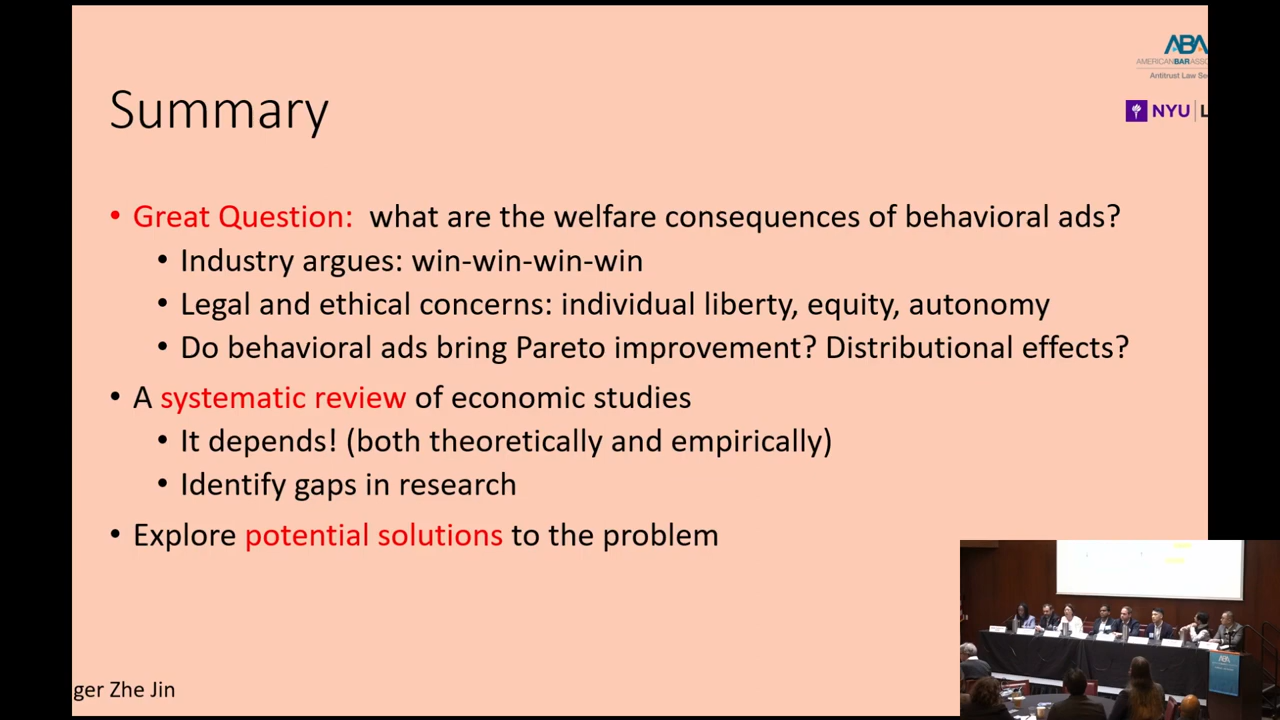 ABA
AMERICANBARASSO
Antitrust Law Se
NYU | L
Summary
• Great Question: what are the welfare consequences of behavioral ads?
• Industry argues: win-win-win-win
• Legal and ethical concerns: individual liberty, equity, autonomy
• Do behavioral ads bring Pareto improvement? Distributional effects?
• A systematic review of economic studies
• It depends! (both theoretically and empirically)
• Identify gaps in research
• Explore potential solutions to the problem
ger Zhe Jin
ABA